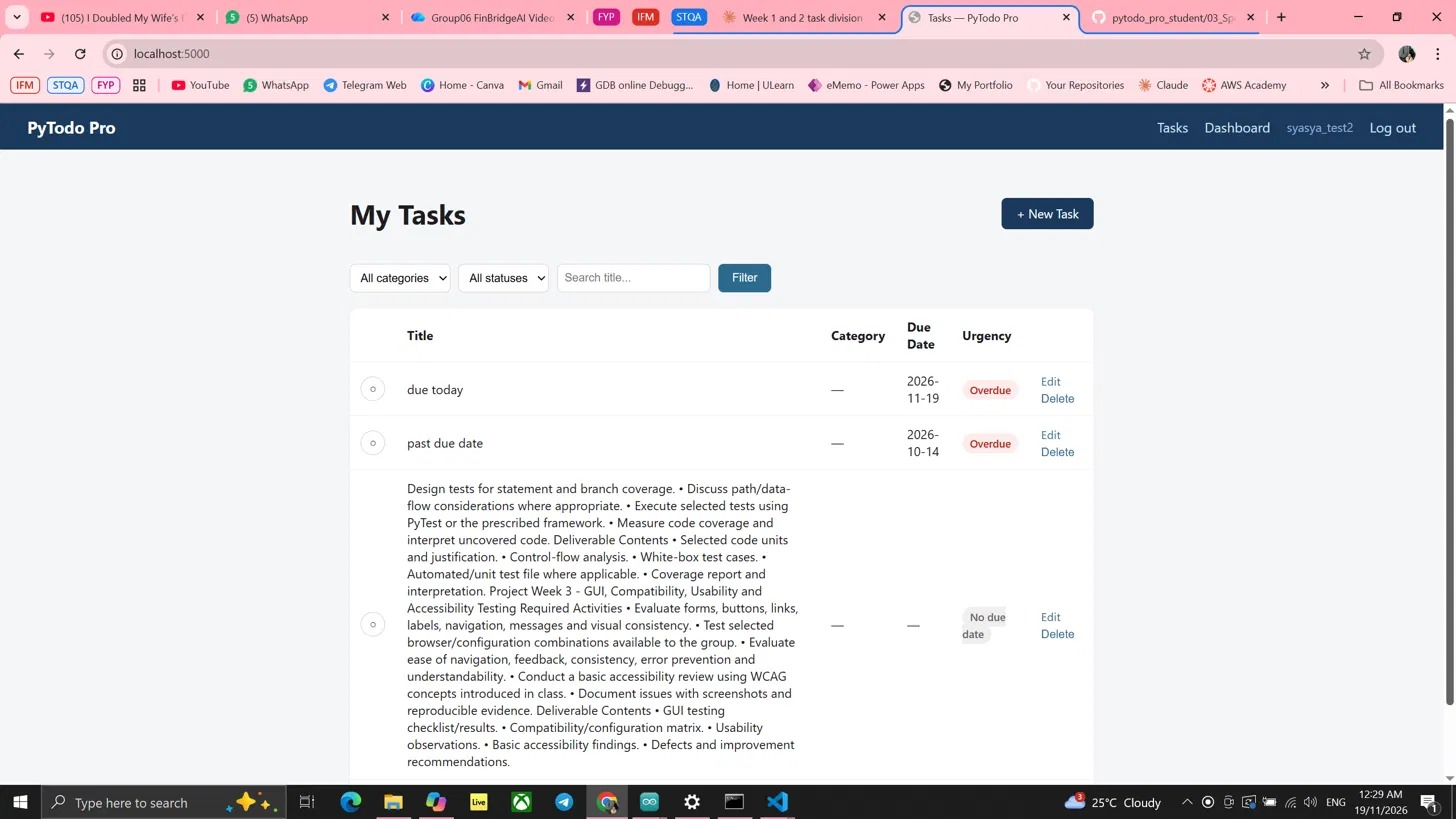 (105) I Doubled My Wife's
(5) WhatsApp
Group06 FinBridgeAI Video
FYP
IFM
STQA
Week 1 and 2 task division
Tasks — PyTodo Pro
pytodo_pro_student/03_Sp
localhost:5000
IFM
STQA
FYP
YouTube
WhatsApp
Telegram Web
Home - Canva
Gmail
GDB online Debugg...
Home | ULearn
eMemo - Power Apps
My Portfolio
Your Repositories
Claude
AWS Academy
»
All Bookmarks
PyTodo Pro
Tasks
Dashboard
syasya_test2
Log out
My Tasks
+ New Task
All categories
All statuses
Search title...
Filter
Title
Category
Due
Date
Urgency
due today
—
2026-
11-19
Overdue
Edit
Delete
past due date
—
2026-
10-14
Overdue
Edit
Delete
Design tests for statement and branch coverage. • Discuss path/data-
flow considerations where appropriate. • Execute selected tests using
PyTest or the prescribed framework. • Measure code coverage and
interpret uncovered code. Deliverable Contents • Selected code units
and justification. • Control-flow analysis. • White-box test cases. •
Automated/unit test file where applicable. • Coverage report and
interpretation. Project Week 3 - GUI, Compatibility, Usability and
Accessibility Testing Required Activities • Evaluate forms, buttons, links,
labels, navigation, messages and visual consistency. • Test selected
browser/configuration combinations available to the group. • Evaluate
ease of navigation, feedback, consistency, error prevention and
understandability. • Conduct a basic accessibility review using WCAG
concepts introduced in class. • Document issues with screenshots and
reproducible evidence. Deliverable Contents • GUI testing
checklist/results. • Compatibility/configuration matrix. • Usability
observations. • Basic accessibility findings. • Defects and improvement
recommendations.
—
—
No due
date
Edit
Delete
Type here to search
Live
3
25°C Cloudy
ENG
12:29 AM
19/11/2026
1